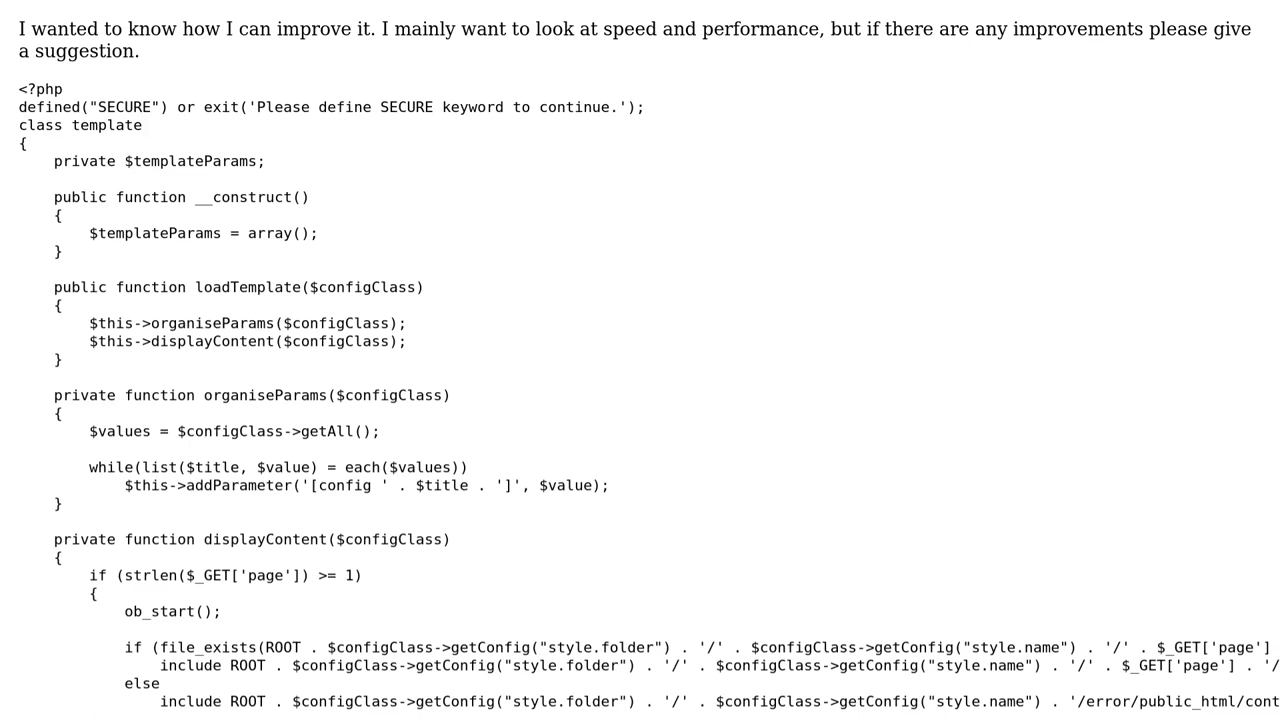 I wanted to know how I can improve it. I mainly want to look at speed and performance, but if there are any improvements please give
a suggestion.
<?php
defined("SECURE") or exit('Please define SECURE keyword to continue.');
class template
{
    private $templateParams;

    public function __construct()
    {
        $templateParams = array();
    }

    public function loadTemplate($configClass)
    {
        $this->organiseParams($configClass);
        $this->displayContent($configClass);
    }

    private function organiseParams($configClass)
    {
        $values = $configClass->getAll();

        while(list($title, $value) = each($values))
            $this->addParameter('[config ' . $title . ']', $value);
    }

    private function displayContent($configClass)
    {
        if (strlen($_GET['page']) >= 1)
        {
            ob_start();

            if (file_exists(ROOT . $configClass->getConfig("style.folder") . '/' . $configClass->getConfig("style.name") . '/' . $_GET['page']
                include ROOT . $configClass->getConfig("style.folder") . '/' . $configClass->getConfig("style.name") . '/' . $_GET['page'] . '/
            else
                include ROOT . $configClass->getConfig("style.folder") . '/' . $configClass->getConfig("style.name") . '/error/public_html/cont